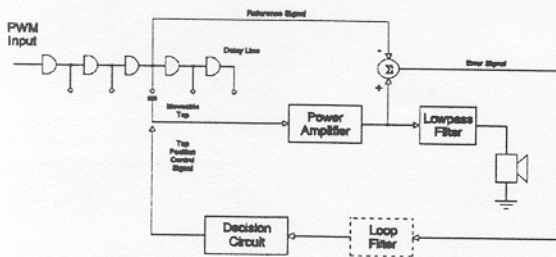 Reference Signal
PWM
Input
Delay Line
-
Σ
Error Signal
+
Moveable
Tap
Power
Amplifier
Lowpass
Filter
Tap
Position
Control
Signal
Decision
Circuit
Loop
Filter